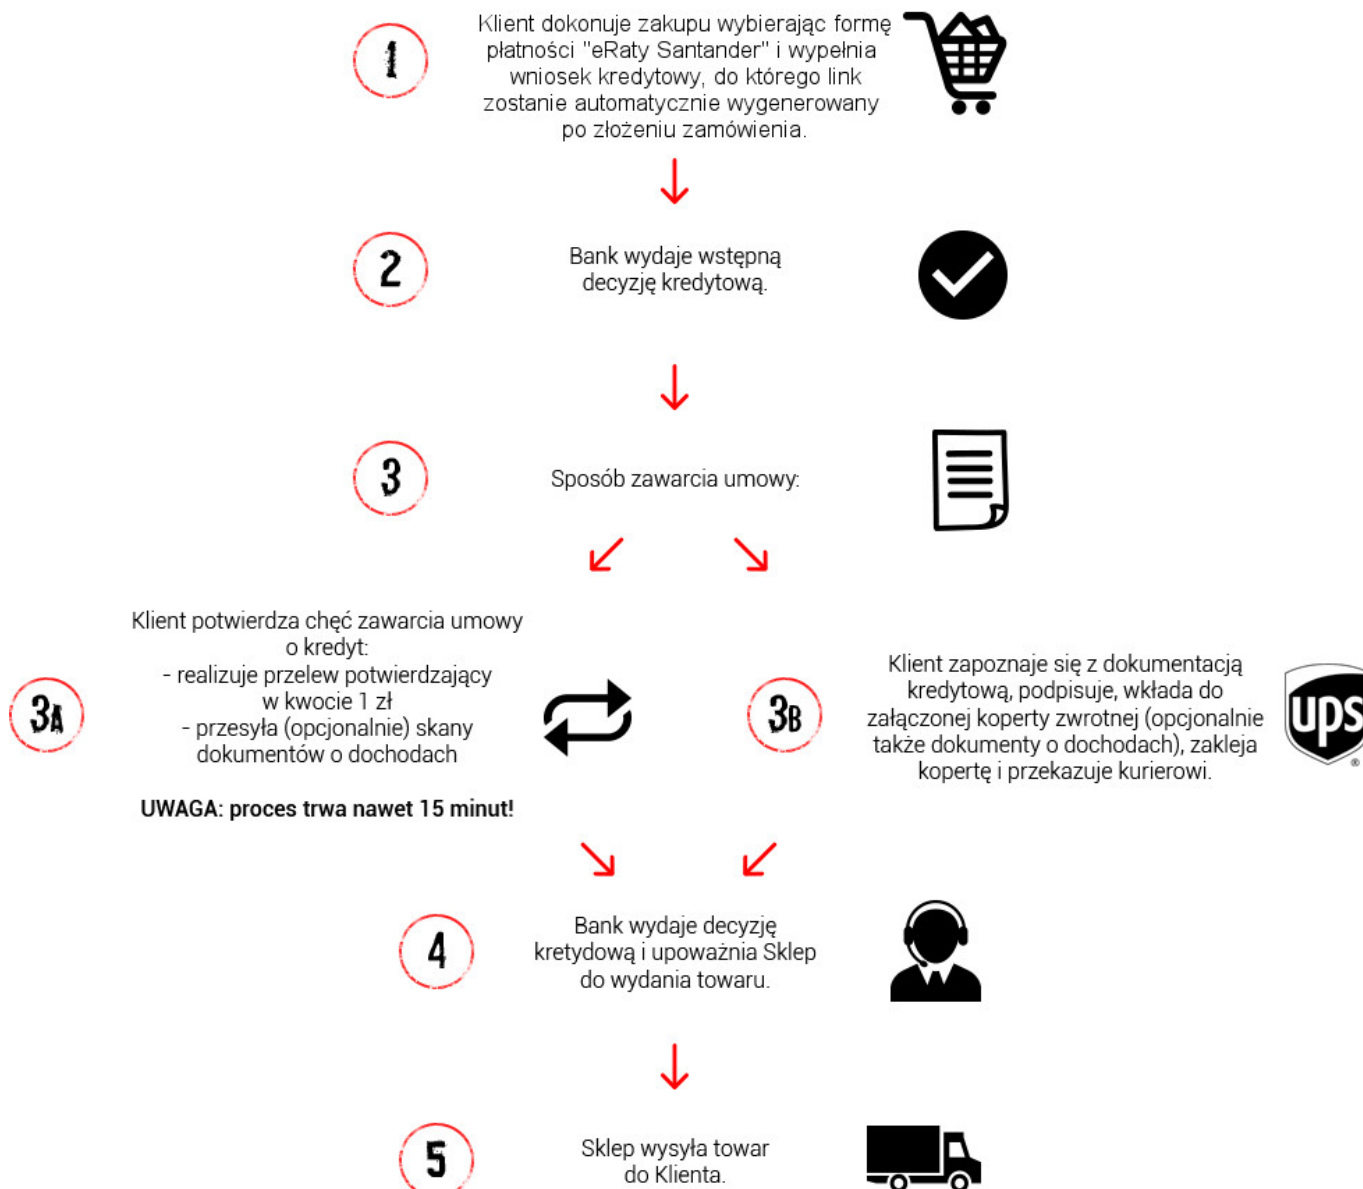 1
Klient dokonuje zakupu wybierając formę
płatności "eRaty Santander" i wypełnia
wniosek kredytowy, do którego link
zostanie automatycznie wygenerowany
po złożeniu zamówienia.
2
Bank wydaje wstępną
decyzję kredytową.
3
Sposób zawarcia umowy:
3A
Klient potwierdza chęć zawarcia umowy
o kredyt:
- realizuje przelew potwierdzający
w kwocie 1 zł
- przesyła (opcjonalnie) skany
dokumentów o dochodach
UWAGA: proces trwa nawet 15 minut!
3B
Klient zapoznaje się z dokumentacją
kredytową, podpisuje, wkłada do
załączonej koperty zwrotnej (opcjonalnie
także dokumenty o dochodach), zakleja
kopertę i przekazuje kurierowi.
ups
®
4
Bank wydaje decyzję
kretydową i upoważnia Sklep
do wydania towaru.
5
Sklep wysyła towar
do Klienta.